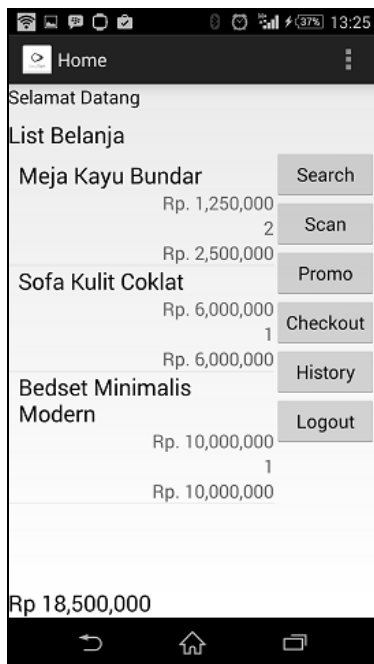 37% 13:25
Home
Selamat Datang
List Belanja
Meja Kayu Bundar
Rp. 1,250,000
2
Rp. 2,500,000
Sofa Kulit Coklat
Rp. 6,000,000
1
Rp. 6,000,000
Bedset Minimalis
Modern
Rp. 10,000,000
1
Rp. 10,000,000
Search
Scan
Promo
Checkout
History
Logout
Rp 18,500,000